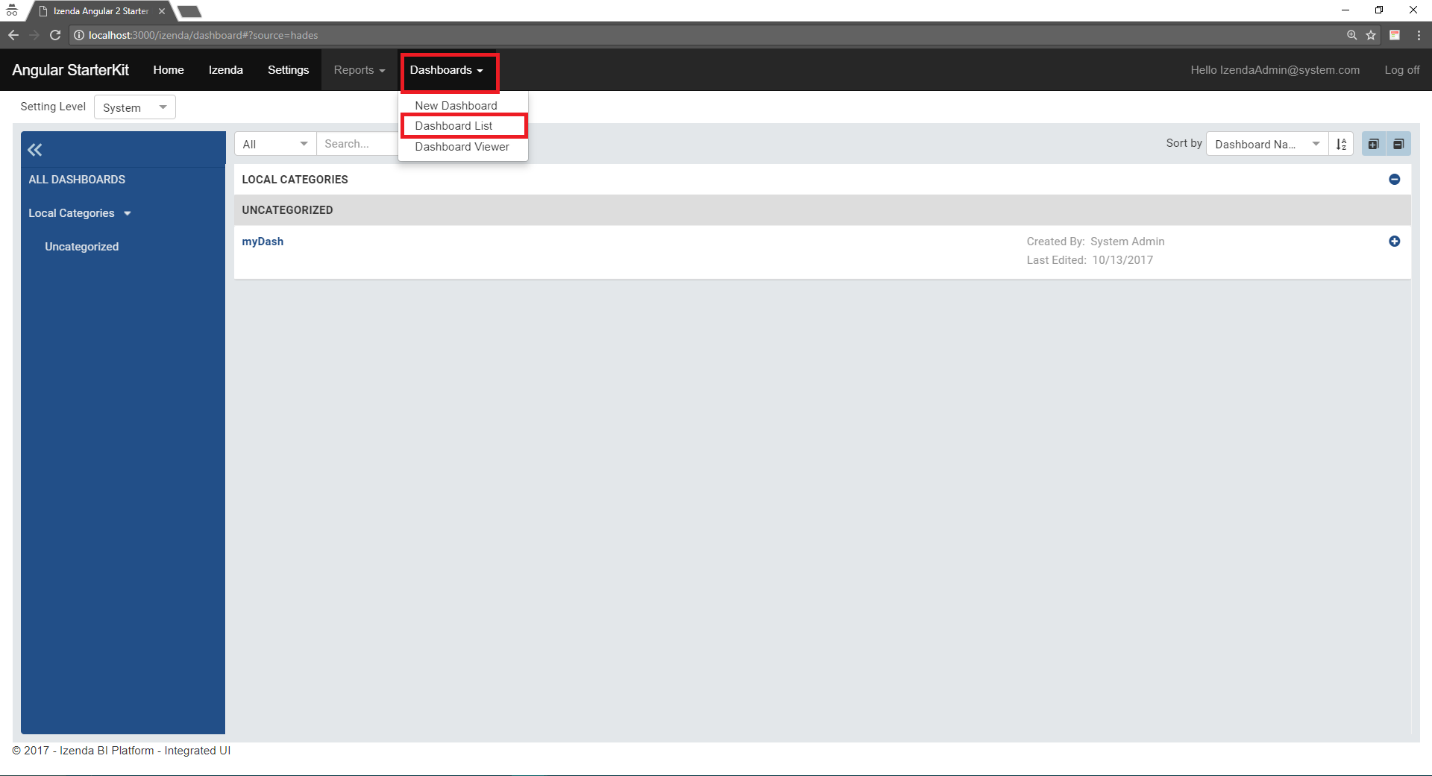 Izenda Angular 2 Starter
localhost:3000/izenda/dashboard#?source=hades
Angular StarterKit Home Izenda Settings Reports Dashboards Hello IzendaAdmin@system.com Log off
New Dashboard
Dashboard List
Dashboard Viewer
Setting Level System
All Search... Sort by Dashboard Na...
ALL DASHBOARDS
Local Categories
Uncategorized
LOCAL CATEGORIES
UNCATEGORIZED
myDash Created By: System Admin
Last Edited: 10/13/2017
© 2017 - Izenda BI Platform - Integrated UI